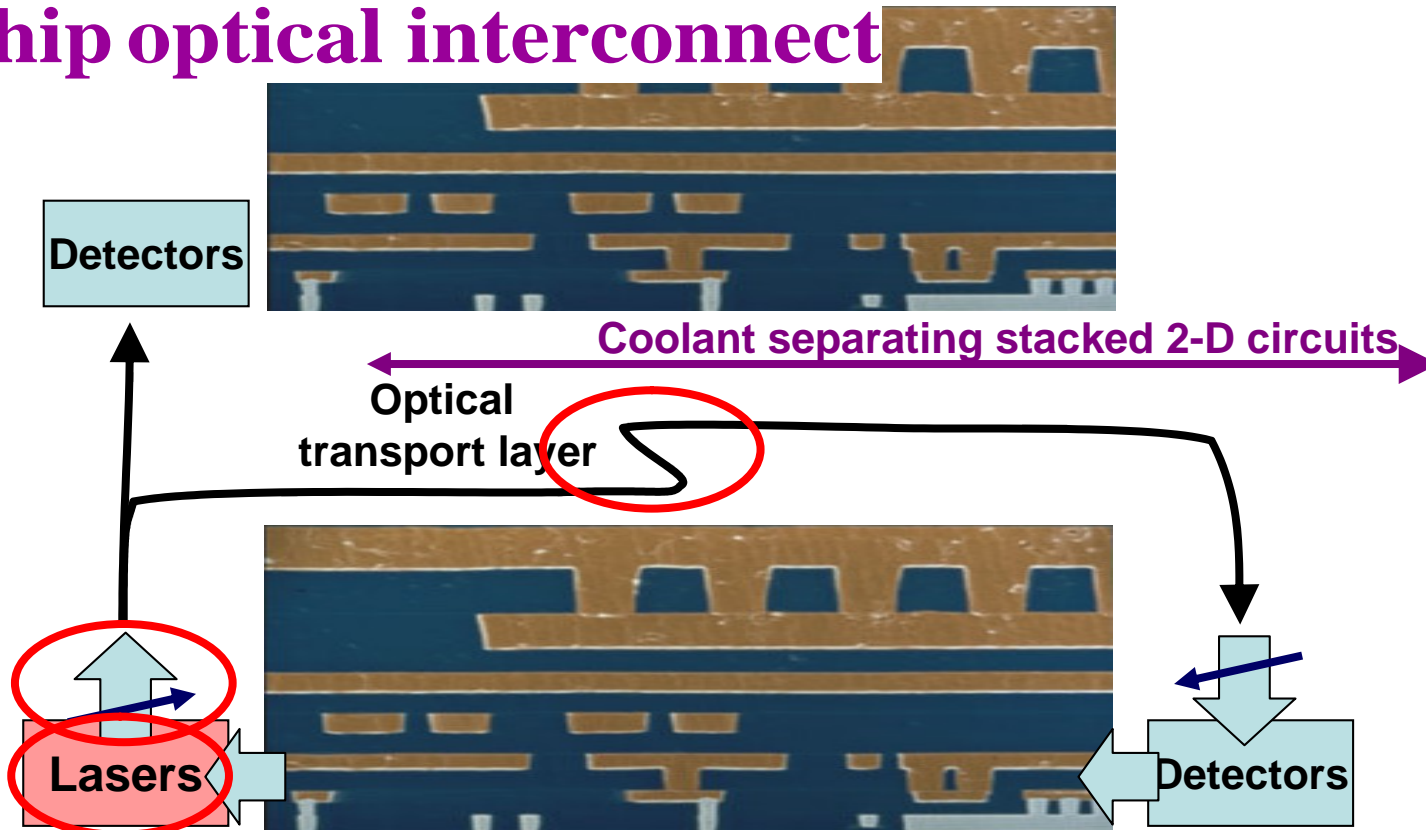 hip optical interconnect
Detectors
Coolant separating stacked 2-D circuits
Optical
transport layer
Lasers
Detectors